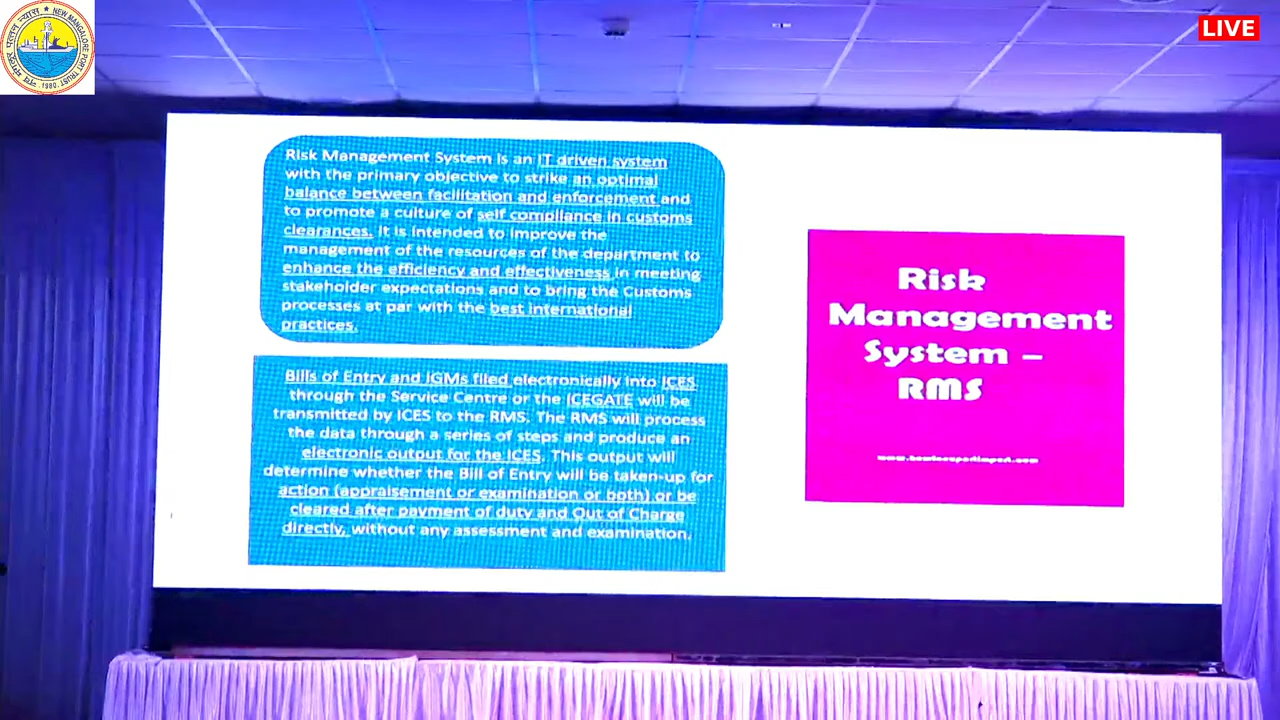 NEW MANGALORE PORT TRUST
1980
LIVE
Risk Management System is an IT driven system
with the primary objective to strike an optimal
balance between facilitation and enforcement and
to promote a culture of self compliance in customs
clearances. It is intended to improve the
management of the resources of the department to
enhance the efficiency and effectiveness in meeting
stakeholder expectations and to bring the Customs
processes at par with the best international
practices.
Bills of Entry and IGMs filed electronically into ICES
through the Service Centre or the ICEGATE will be
transmitted by ICES to the RMS. The RMS will process
the data through a series of steps and produce an
electronic output for the ICES. This output will
determine whether the Bill of Entry will be taken-up for
action (appraisement or examination or both) or be
cleared after payment of duty and Out of Charge
directly, without any assessment and examination.
Risk
Management
System –
RMS